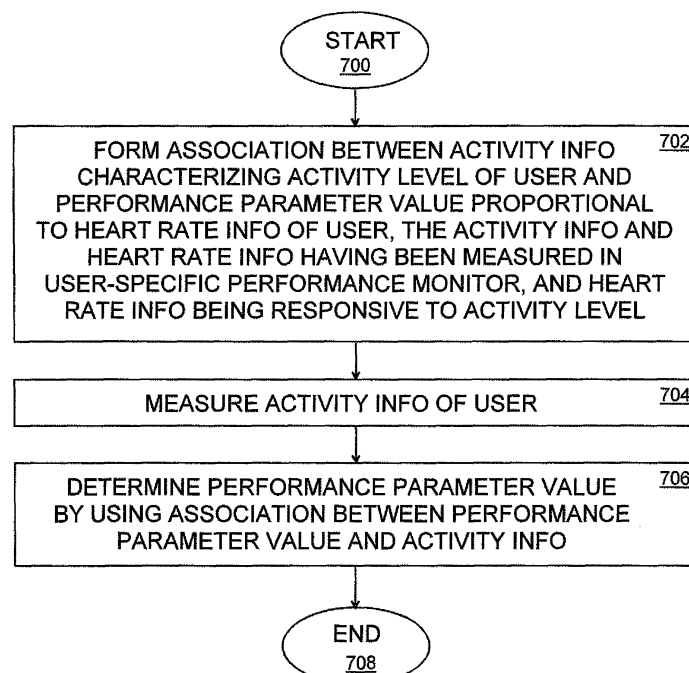 START
700
702
FORM ASSOCIATION BETWEEN ACTIVITY INFO
CHARACTERIZING ACTIVITY LEVEL OF USER AND
PERFORMANCE PARAMETER VALUE PROPORTIONAL
TO HEART RATE INFO OF USER, THE ACTIVITY INFO AND
HEART RATE INFO HAVING BEEN MEASURED IN
USER-SPECIFIC PERFORMANCE MONITOR, AND HEART
RATE INFO BEING RESPONSIVE TO ACTIVITY LEVEL
MEASURE ACTIVITY INFO OF USER
704
706
DETERMINE PERFORMANCE PARAMETER VALUE
BY USING ASSOCIATION BETWEEN PERFORMANCE
PARAMETER VALUE AND ACTIVITY INFO
END
708